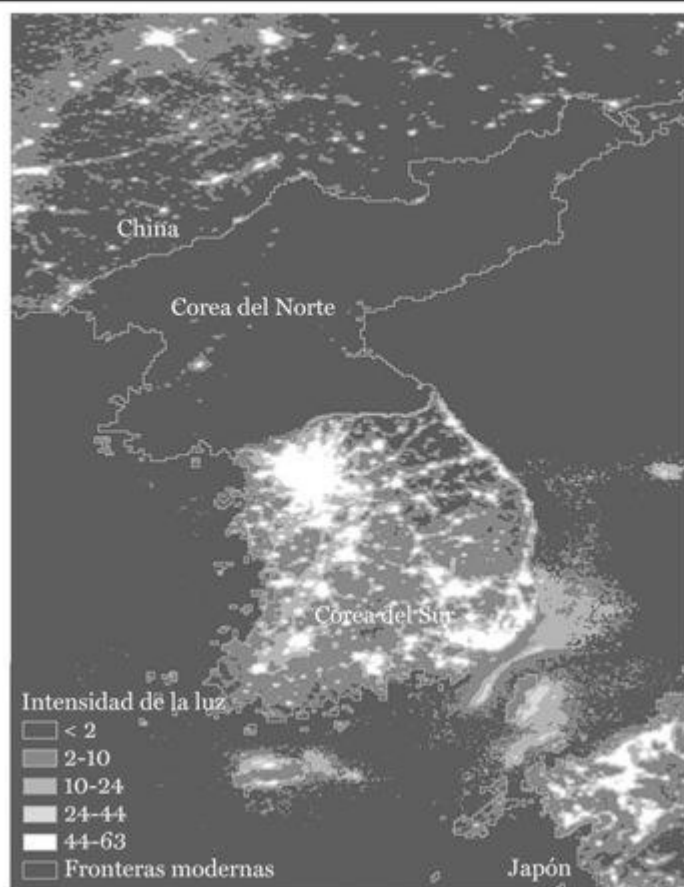 China
Corea del Norte
Corea del Sur
Intensidad de la luz
< 2
2-10
10-24
24-44
44-63
Fronteras modernas
Japón